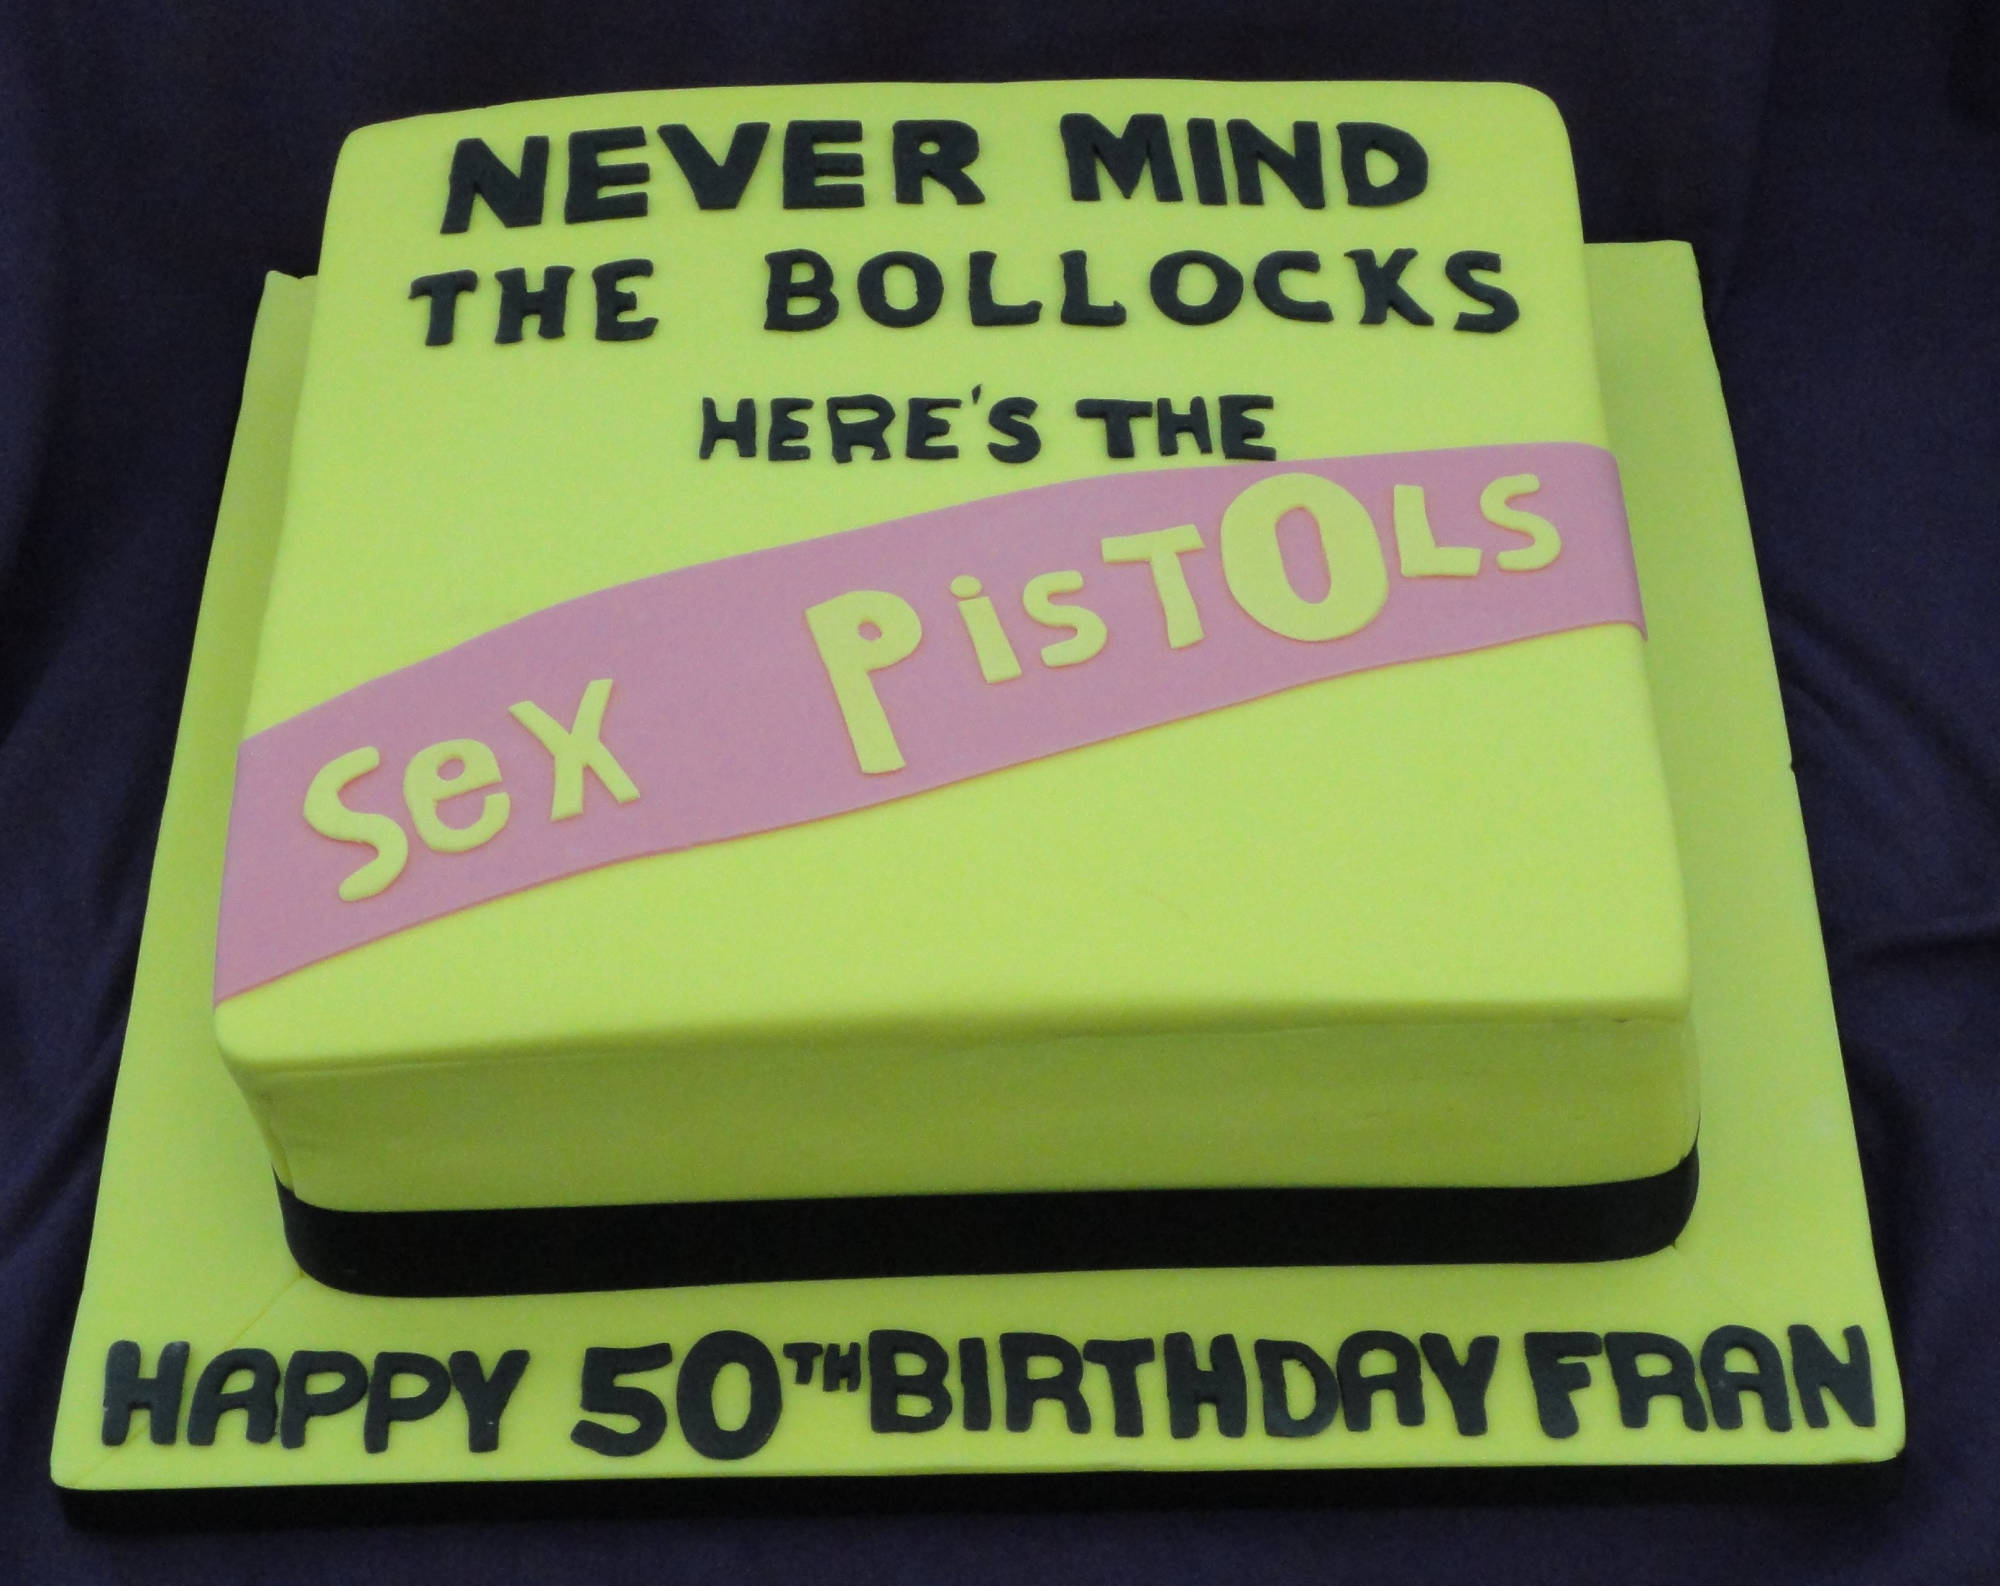 NEVER MIND
THE BOLLOCKS
HERE'S THE
Sex PisTOLS
HAPPY 50TH BIRTHDAY FRAN